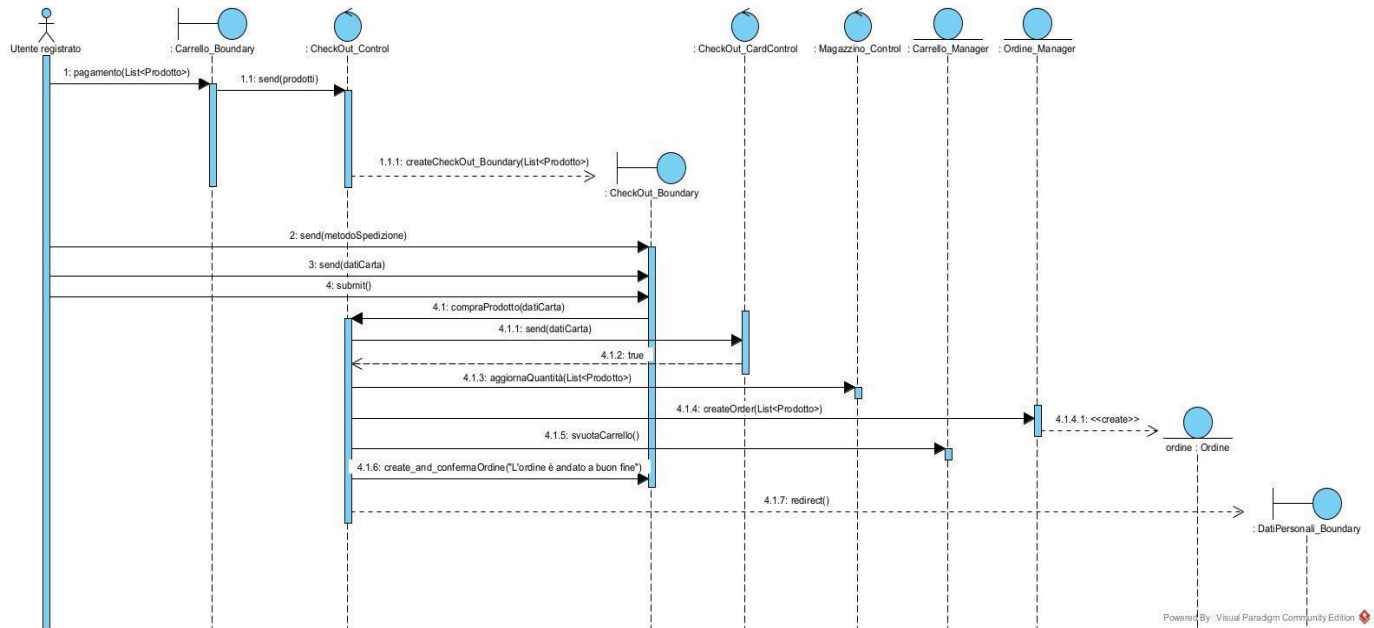 Utente registrato
: Carrello_Boundary
: CheckOut_Control
: CheckOut_CardControl
: Magazzino_Control
: Carrello_Manager
: Ordine_Manager
1: pagamento(List<Prodotto>)
1.1: send(prodotti)
1.1.1: createCheckOut_Boundary(List<Prodotto>)
: CheckOut_Boundary
2: send(metodoSpedizione)
3: send(datiCarta)
4: submit()
4.1: compraProdotto(datiCarta)
4.1.1: send(datiCarta)
4.1.2: true
4.1.3: aggiornaQuantità(List<Prodotto>)
4.1.4: createOrder(List<Prodotto>)
4.1.4.1: <<create>>
4.1.5: svuotaCarrello()
ordine : Ordine
4.1.6: create_and_confermaOrdine("L'ordine è andato a buon fine")
4.1.7: redirect()
: DatiPersonali_Boundary
Powered By Visual Paradigm Community Edition